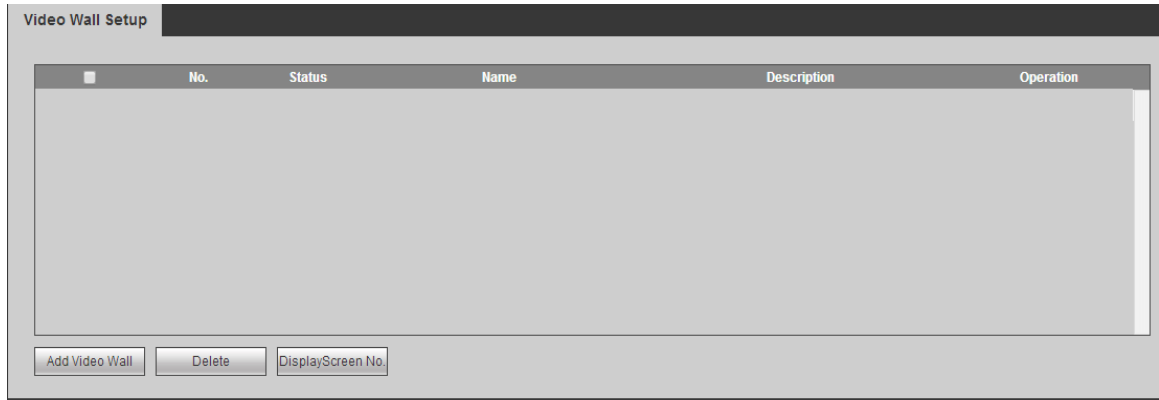 Video Wall Setup
No. Status Name Description Operation
Add Video Wall Delete DisplayScreen No.